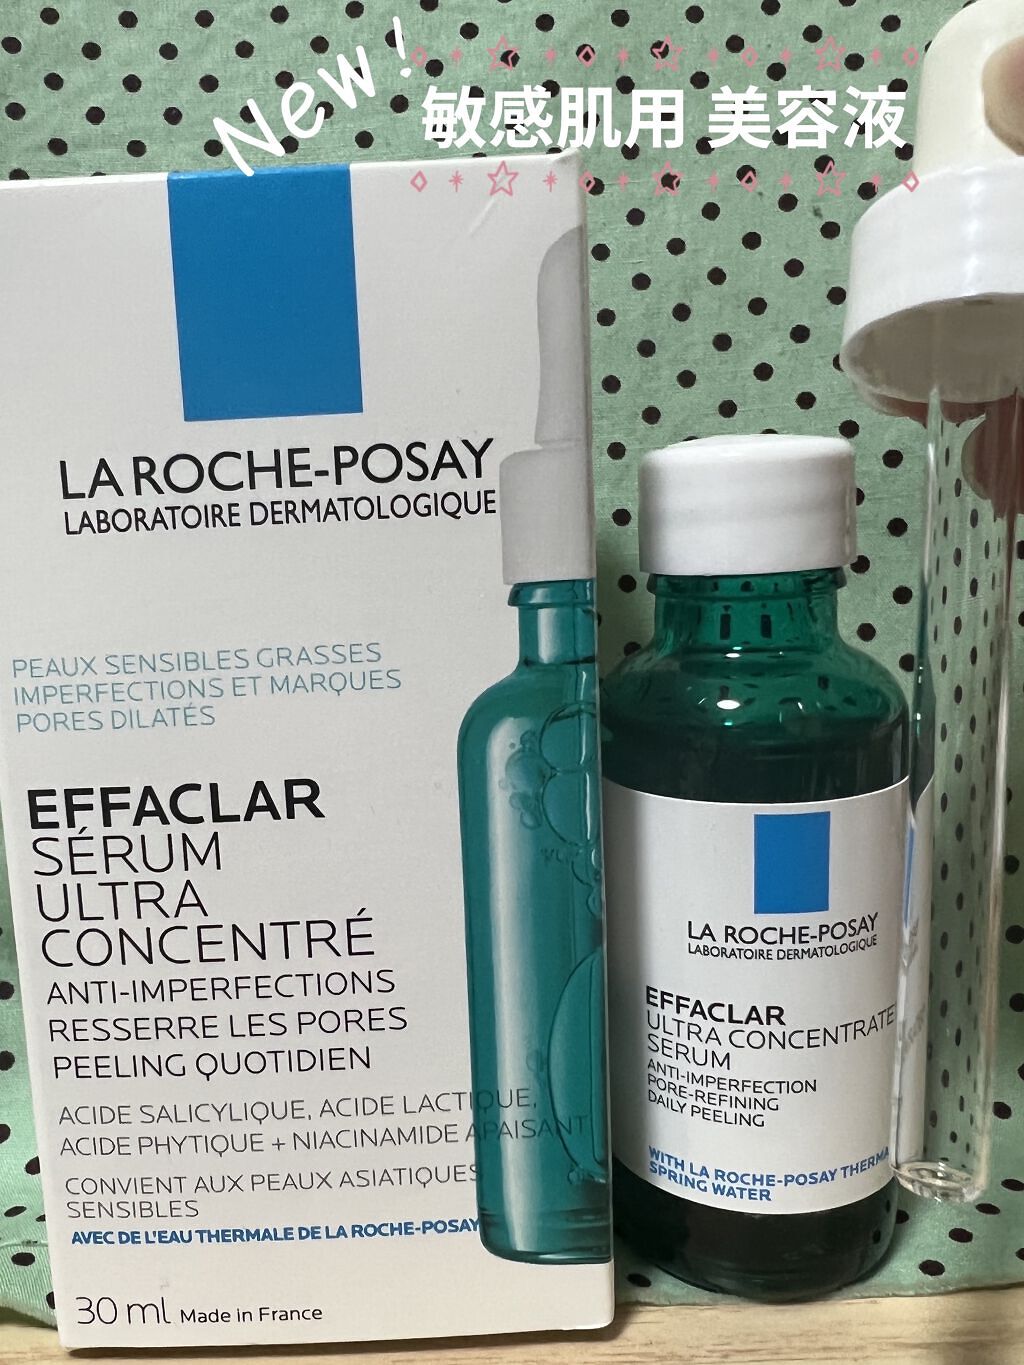 New!
敏感肌用 美容液
LA ROCHE-POSAY
LABORATOIRE DERMATOLOGIQUE
PEAUX SENSIBLES GRASSES
IMPERFECTIONS ET MARQUES
PORES DILATÉS
EFFACLAR
SÉRUM
ULTRA
CONCENTRÉ
ANTI-IMPERFECTIONS
RESSERRE LES PORES
PEELING QUOTIDIEN
ACIDE SALICYLIQUE, ACIDE LACTIQUE,
ACIDE PHYTIQUE + NIACINAMIDE APAISANT
CONVIENT AUX PEAUX ASIATIQUES
SENSIBLES
AVEC DE L'EAU THERMALE DE LA ROCHE-POSAY
30 ml Made in France
LA ROCHE-POSAY
LABORATOIRE DERMATOLOGIQUE
EFFACLAR
ULTRA CONCENTRATE
SERUM
ANTI-IMPERFECTION
PORE-REFINING
DAILY PEELING
WITH LA ROCHE-POSAY THERMA
SPRING WATER